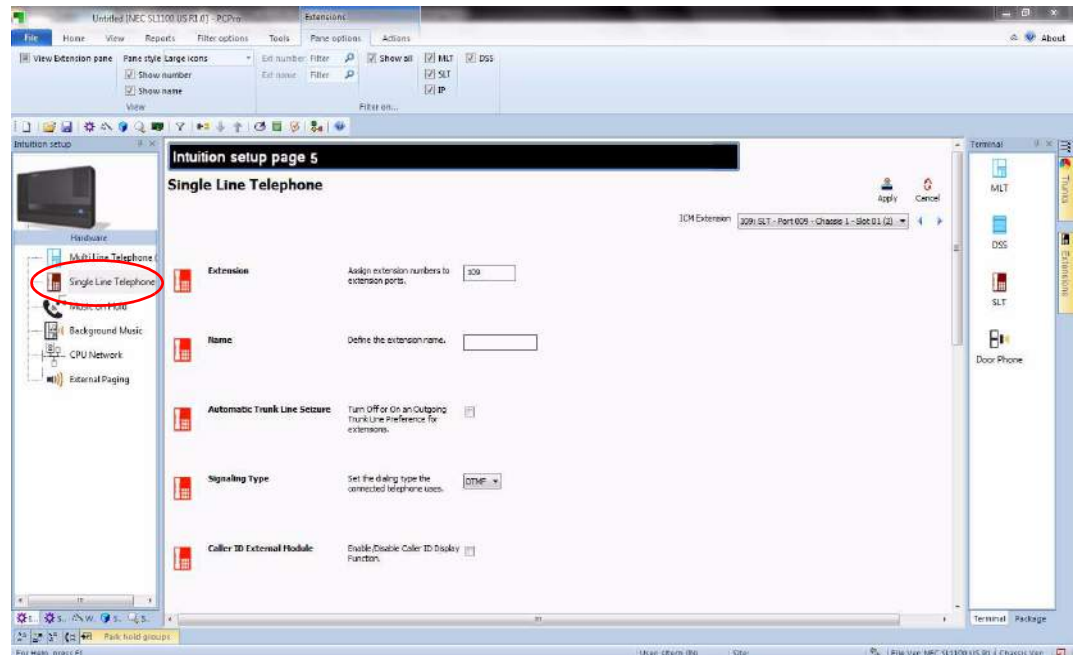 Untitled [NEC SL1100 US R1.0] - PCPro
Extensions
File Home View Reports Filter options Tools Pane options Actions About
View Extension pane Pane style Large icons Ext number Filter Show all MLT DSS
Show number Ext name Filter SLT
Show name IP
View Filter on...
Intuition setup
Intuition setup page 5
Single Line Telephone
Apply Cancel
ICM Extension 109: SLT - Port 009 - Chassis 1 - Slot 01 (2)
Hardware
Multi Line Telephone (
Single Line Telephone
Music on Hold
Background Music
CPU Network
External Paging
Extension Assign extension numbers to
extension ports.
109
Name Define the extension name.
Automatic Trunk Line Seizure Turn Off or On an Outgoing
Trunk Line Preference for
extensions.
Signaling Type Set the dialing type the
connected telephone uses.
DTMF
Caller ID External Module Enable/Disable Caller ID Display
Function.
Terminal
MLT
DSS
SLT
Door Phone
Trunks
Extensions
S... S... W... S... S...
Terminal Package
Park hold groups
For Help, press F1
Site: